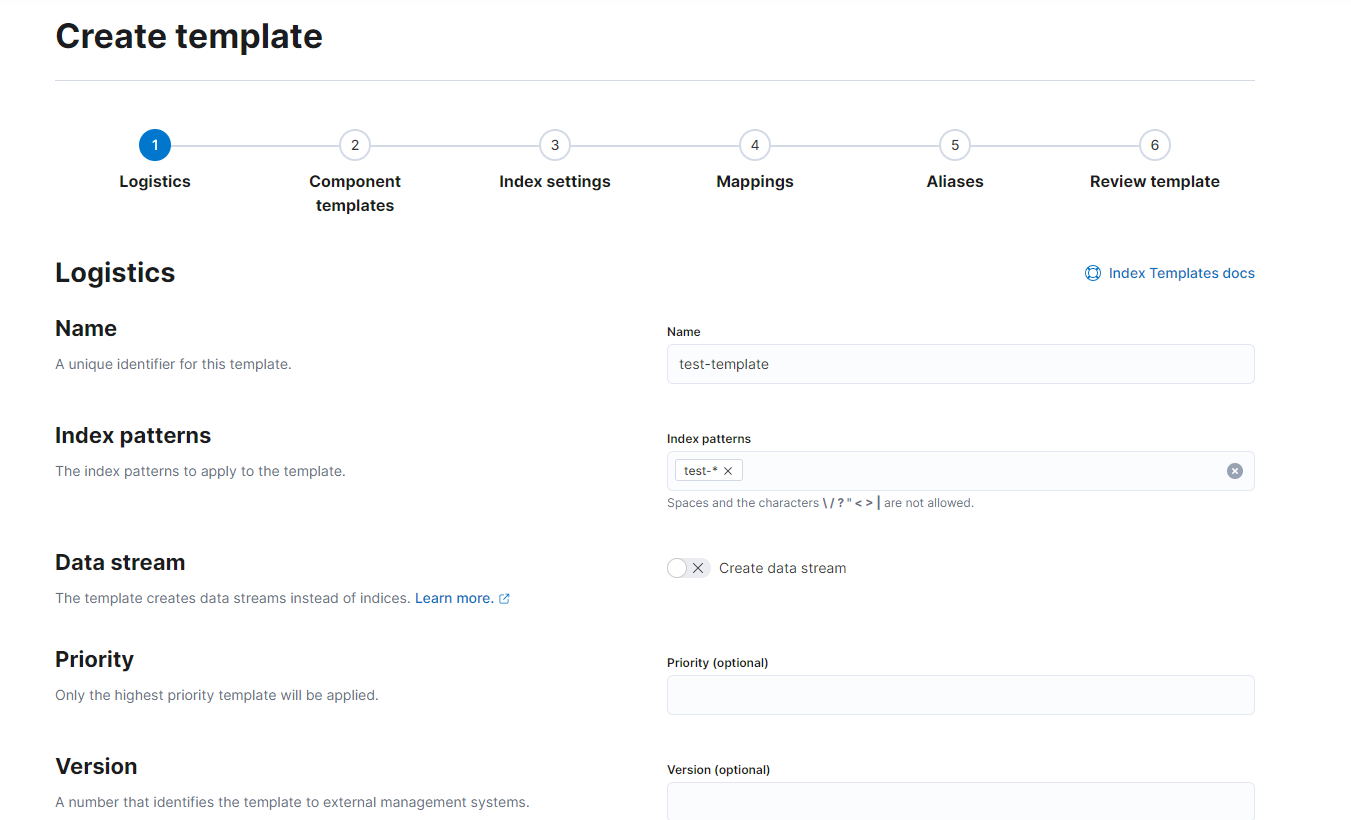 Create template
1
2
3
4
5
6
Logistics
Component
templates
Index settings
Mappings
Aliases
Review template
Logistics
Index Templates docs
Name
A unique identifier for this template.
Name
test-template
Index patterns
The index patterns to apply to the template.
Index patterns
test-*
Spaces and the characters \ / ? " < > | are not allowed.
Data stream
The template creates data streams instead of indices. Learn more.
Create data stream
Priority
Only the highest priority template will be applied.
Priority (optional)
Version
A number that identifies the template to external management systems.
Version (optional)